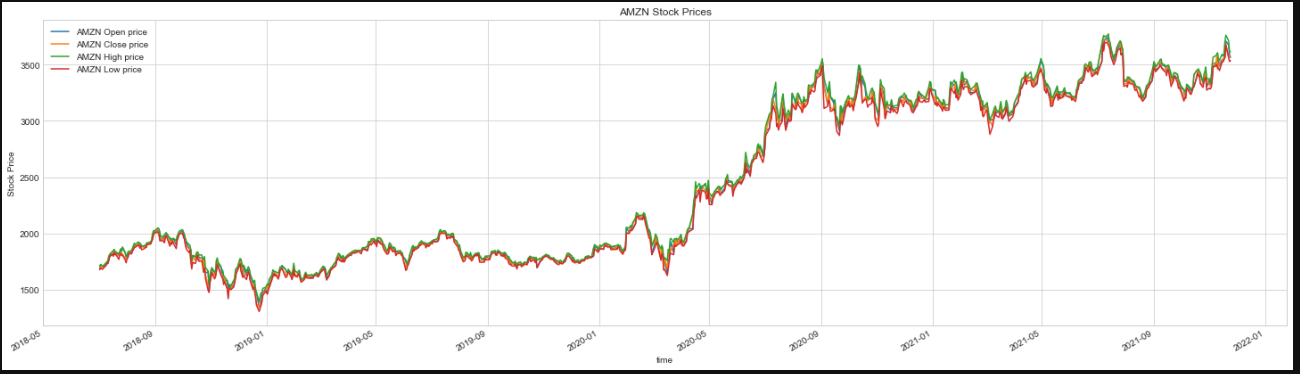 AMZN Stock Prices
AMZN Open price
AMZN Close price
AMZN High price
AMZN Low price
3500
3000
2500
2000
1500
Stock Price
2018-05
2018-09
2019-01
2019-05
2019-09
2020-01
2020-05
2020-09
2021-01
2021-05
2021-09
2022-01
time